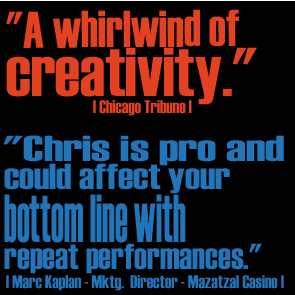 "A whirlwind of
creativity."
| Chicago Tribune |
"Chris is pro and
could affect your
bottom line with
repeat performances."
| Marc Kaplan - Mktg. Director - Mazatzal Casino |